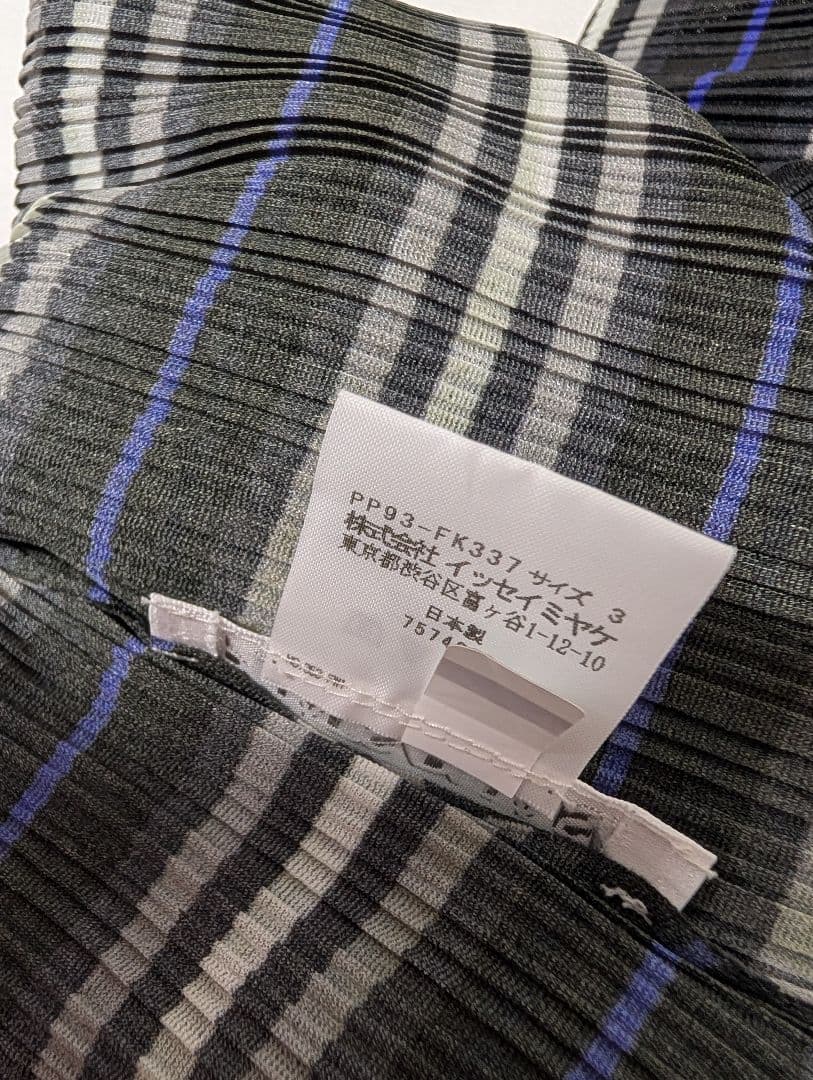 PP93-FK337 サイズ 3
株式会社 イッセイミヤケ
東京都渋谷区富ヶ谷1-12-10
日本製